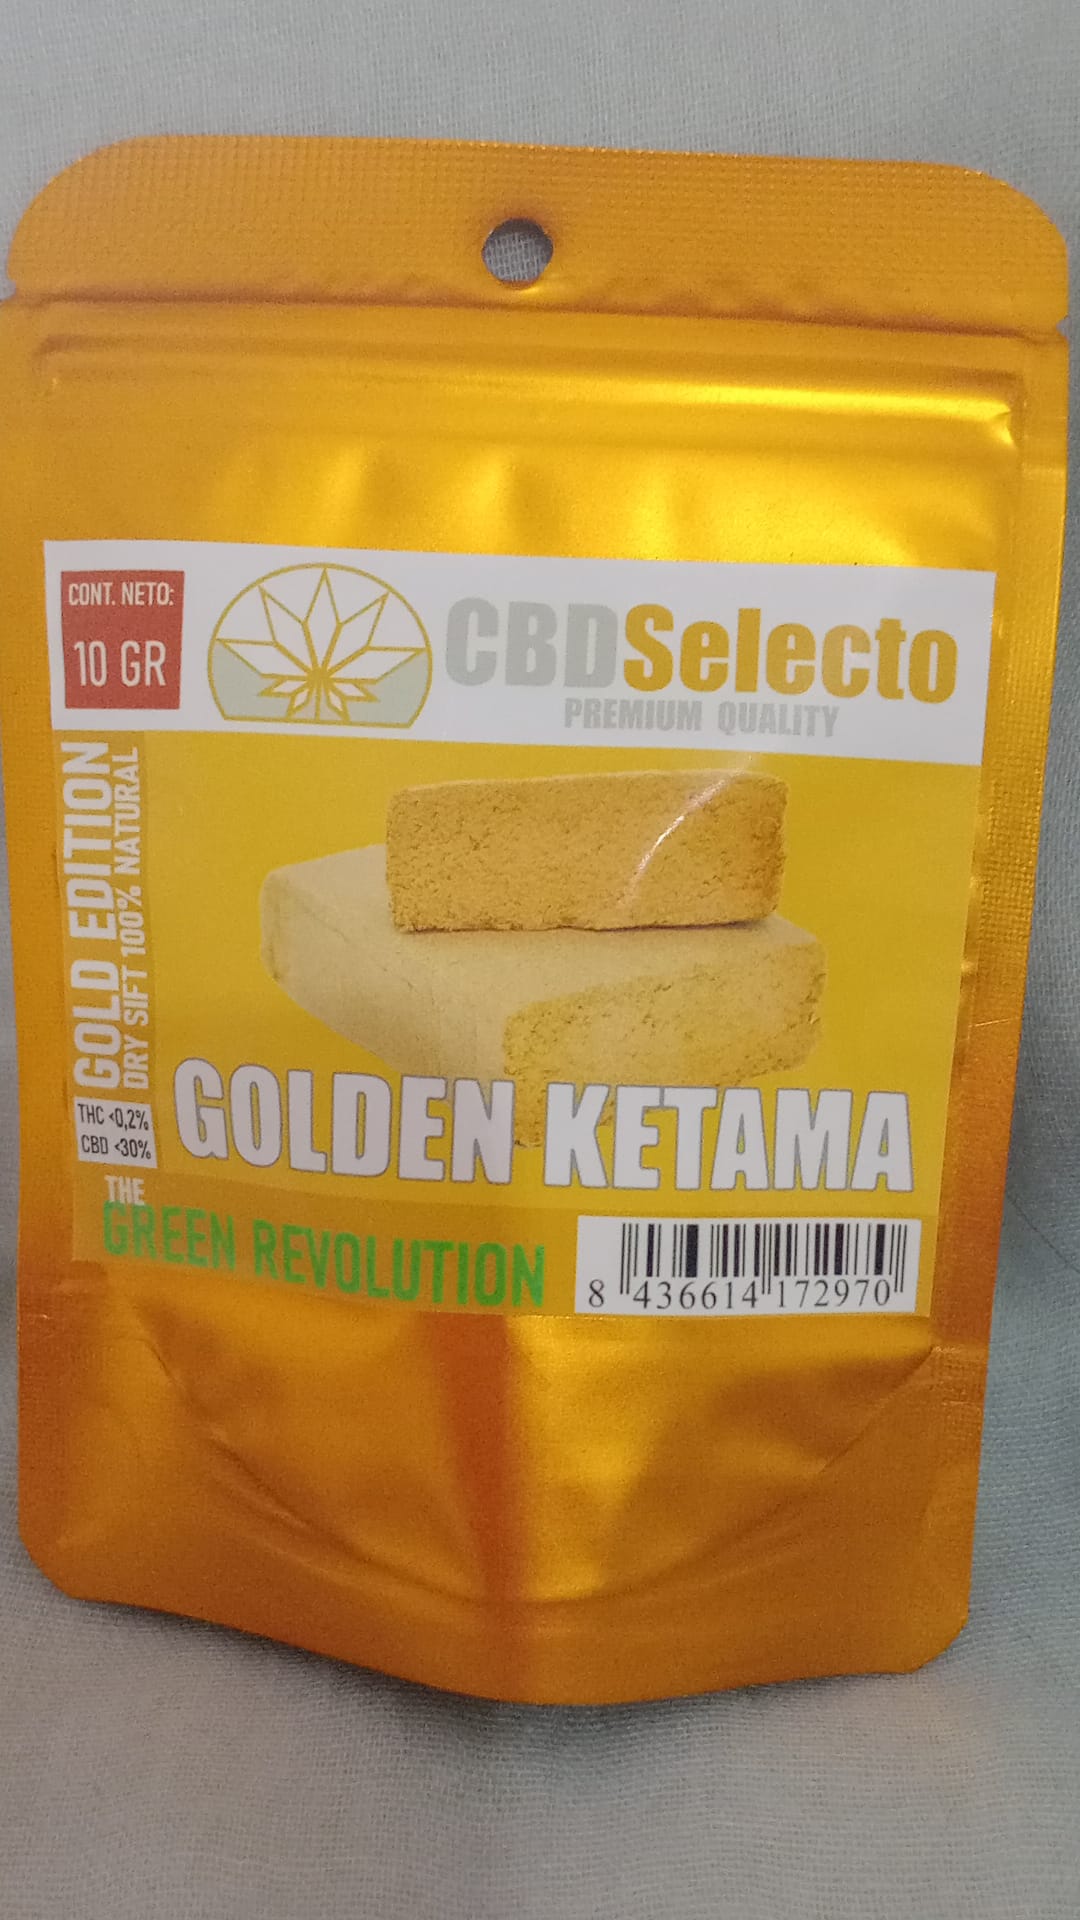 CONT. NETO:
10 GR
CBDSelecto
PREMIUM QUALITY
GOLD EDITION
DRY SIFT 100% NATURAL
THC <0,2%
CBD <30%
GOLDEN KETAMA
THE
GREEN REVOLUTION
8 436614 172970